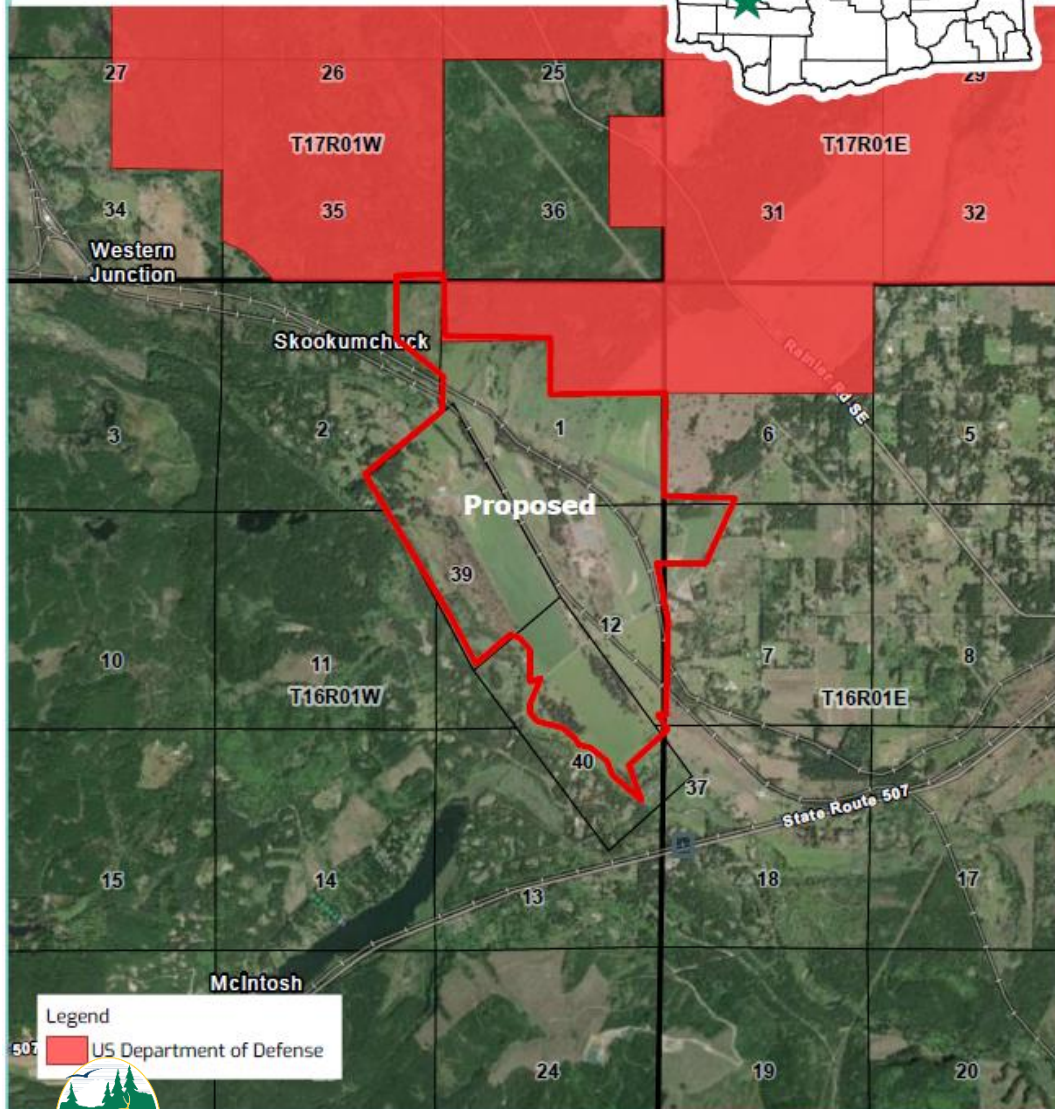 27
26
25
29
T17R01W
T17R01E
34
35
36
31
32
Western
Junction
Skookumchuck
Rainier Rd SE
3
2
1
6
5
Proposed
39
12
10
11
7
8
T16R01W
T16R01E
40
37
State Route 507
15
14
13
18
17
McIntosh
Legend
507
US Department of Defense
24
19
20